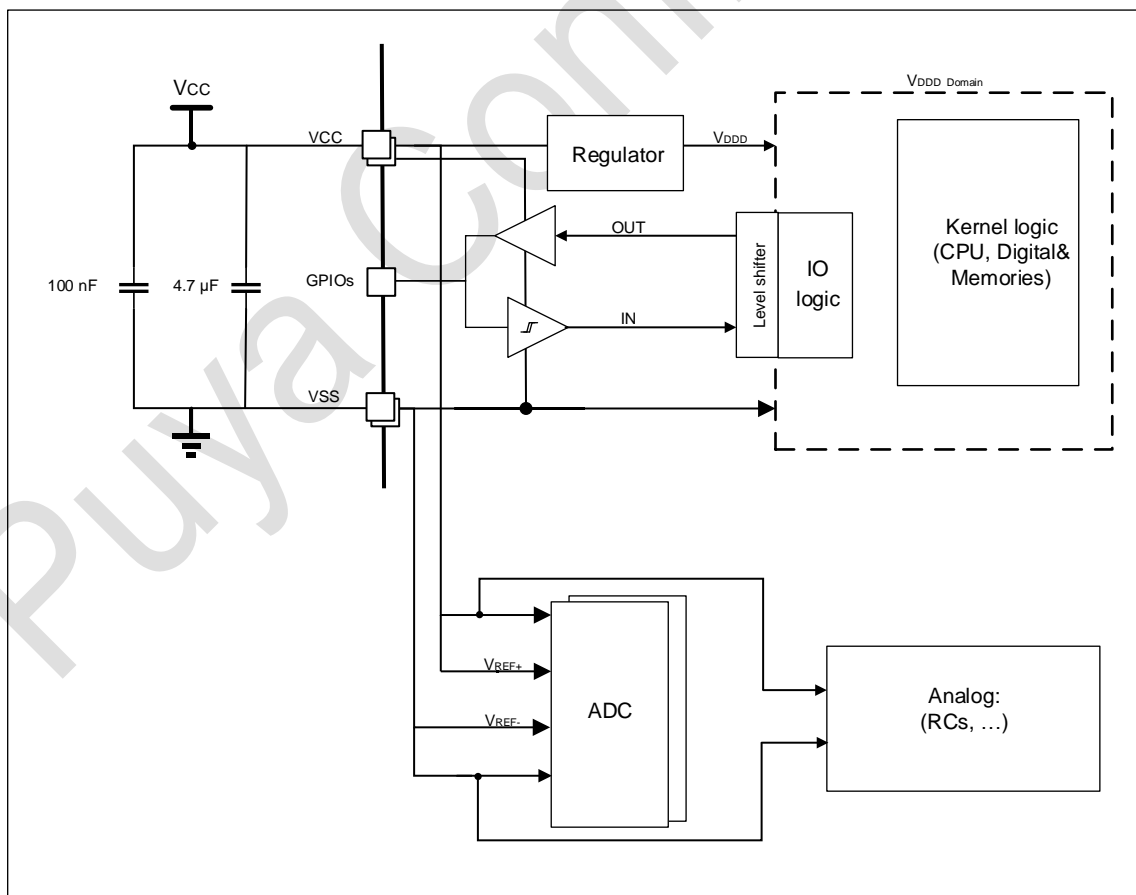 VDDD Domain
VCC
VCC
Regulator
VDDD
Kernel logic
(CPU, Digital&
Memories)
OUT
GPIOs
100 nF
4.7 µF
Level shifter
IO
logic
IN
VSS
VREF+
VREF-
ADC
Analog:
(RCs, …)
Puya Con